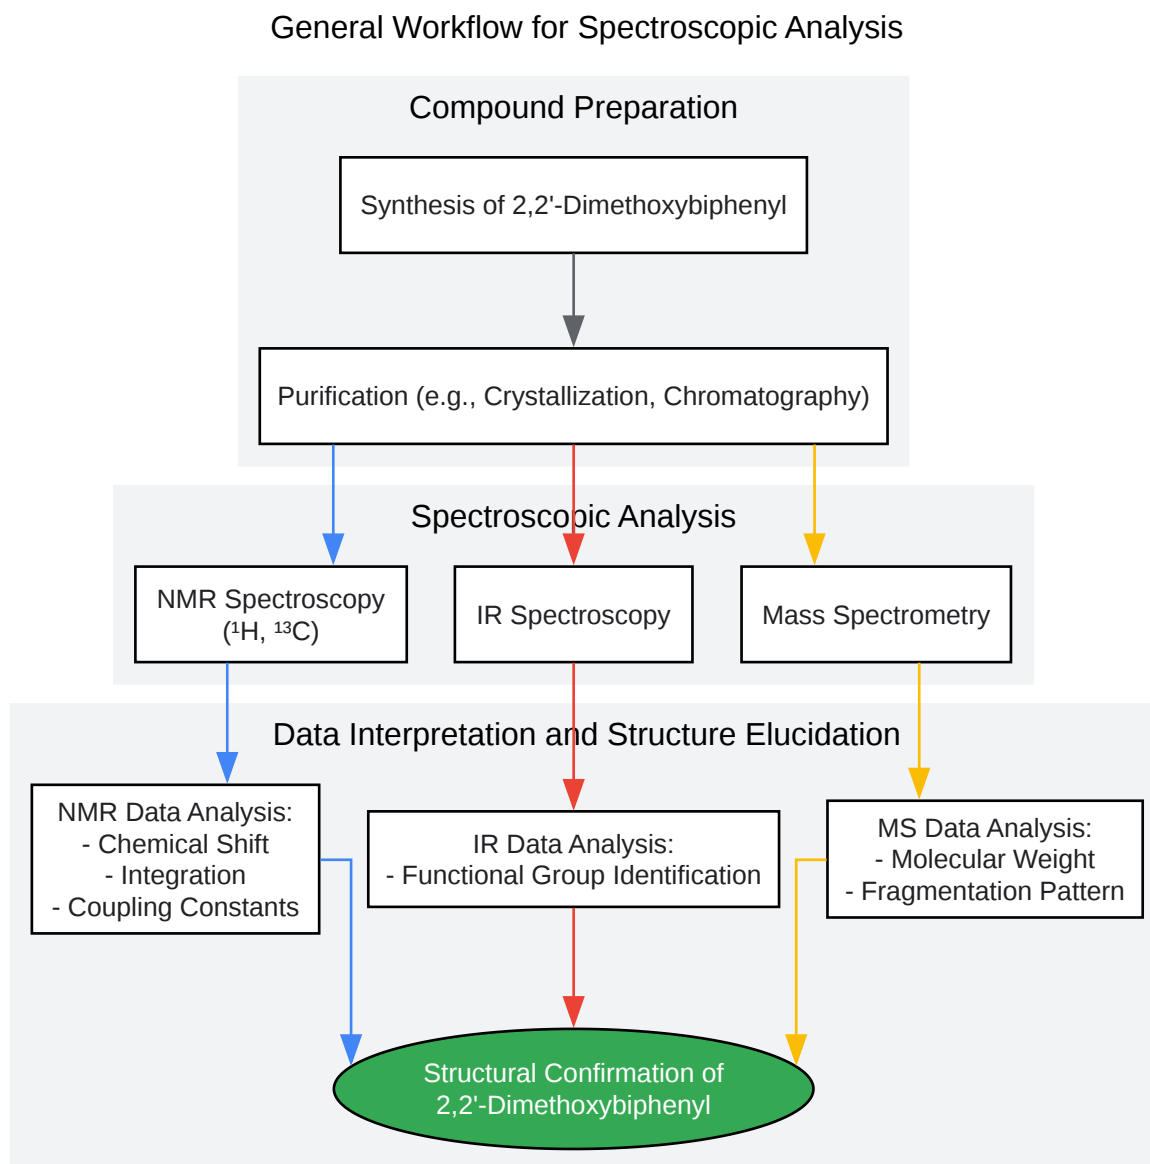 General Workflow for Spectroscopic Analysis
Compound Preparation
Synthesis of 2,2'-Dimethoxybiphenyl
Purification (e.g., Crystallization, Chromatography)
Spectroscopic Analysis
NMR Spectroscopy
(¹H, ¹³C)
IR Spectroscopy
Mass Spectrometry
Data Interpretation and Structure Elucidation
NMR Data Analysis:
- Chemical Shift
- Integration
- Coupling Constants
IR Data Analysis:
- Functional Group Identification
MS Data Analysis:
- Molecular Weight
- Fragmentation Pattern
Structural Confirmation of
2,2'-Dimethoxybiphenyl